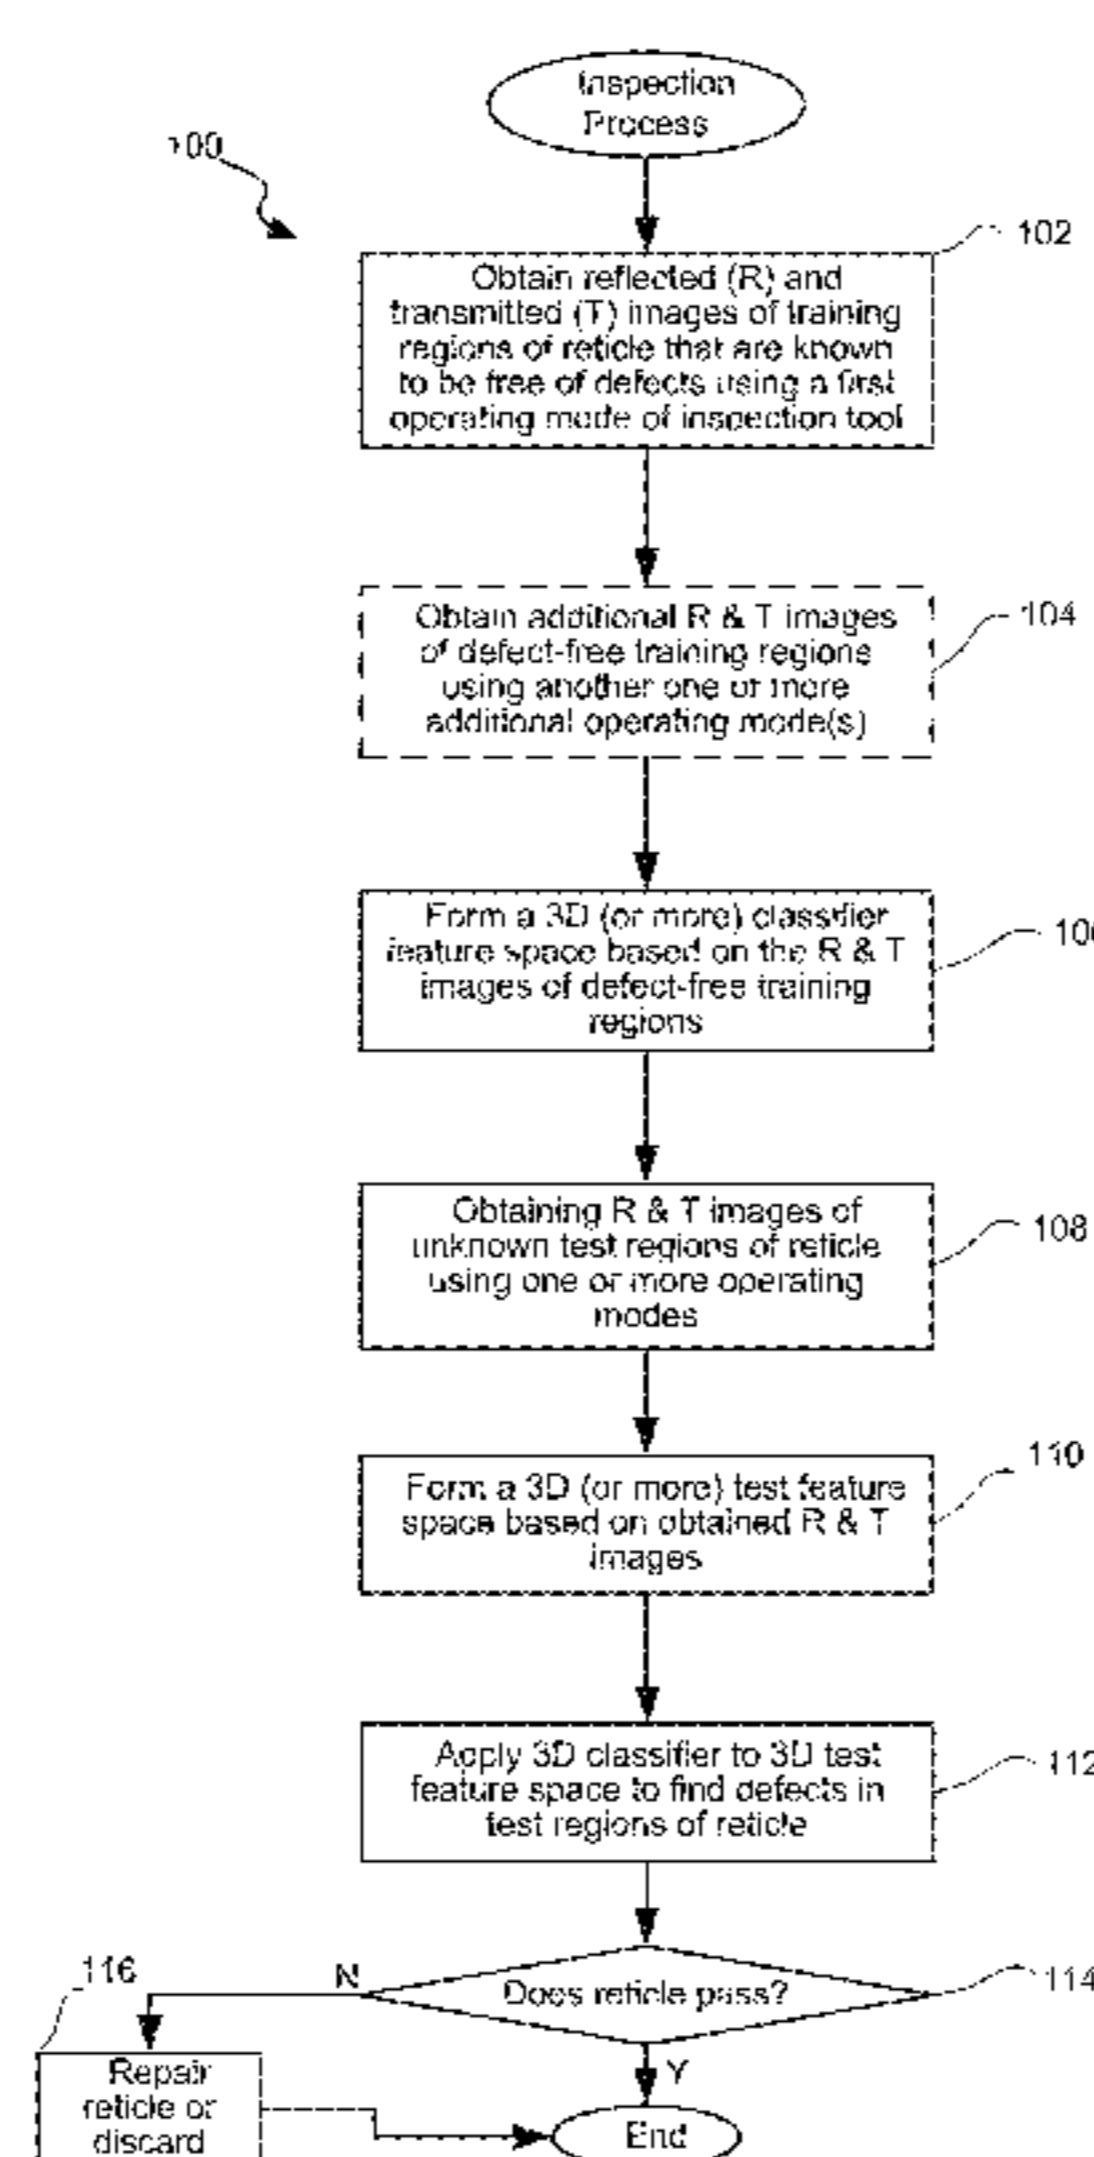 Inspection
Process
100
102
Obtain reflected (R) and
transmitted (T) images of training
regions of reticle that are known
to be free of defects using a first
operating mode of inspection tool
104
Obtain additional R & T images
of defect-free training regions
using another one or more
additional operating mode(s)
Form a 3D (or more) classifier
feature space based on the R & T
images of defect-free training
regions
108
Obtaining R & T images of
unknown test regions of reticle
using one or more operating
modes
110
Form a 3D (or more) test feature
space based on obtained R & T
images
112
Apply 3D classifier to 3D test
feature space to find defects in
test regions of reticle
114
Does reticle pass?
N
116
Y
Repair
reticle or
discard
End